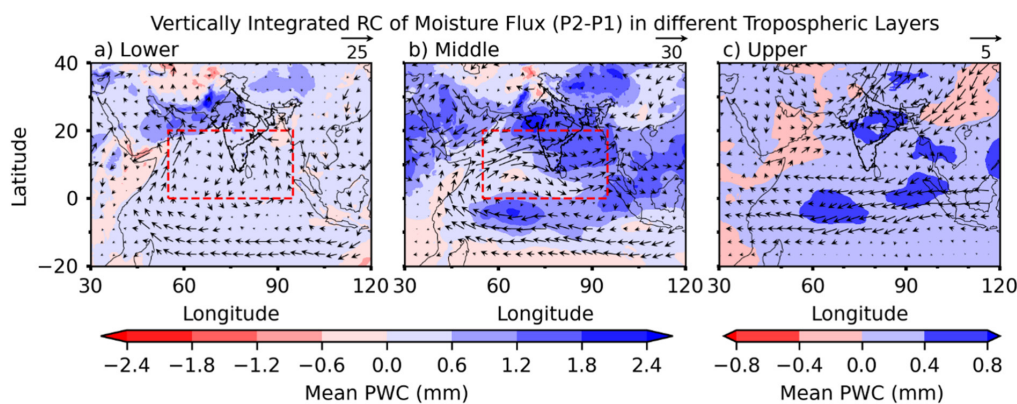 Vertically Integrated RC of Moisture Flux (P2-P1) in different Tropospheric Layers
a) Lower 25 b) Middle 30 c) Upper 5
Latitude
40
20
0
−20
30 60 90 120 30 60 90 120 30 60 90 120
Longitude Longitude Longitude
−2.4 −1.8 −1.2 −0.6 0.0 0.6 1.2 1.8 2.4 −0.8 −0.4 0.0 0.4 0.8
Mean PWC (mm) Mean PWC (mm)